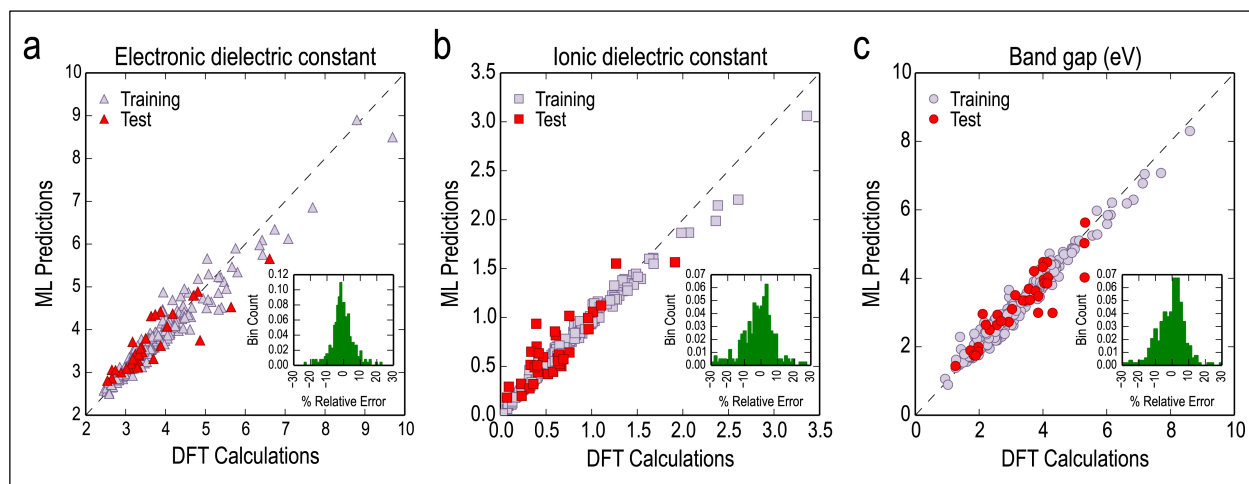 a
Electronic dielectric constant
10
9
8
7
6
5
4
3
2
ML Predictions
Training
Test
0.12
0.10
0.08
0.06
0.04
0.02
0.00
Bin Count
-30
-20
-10
0
10
20
30
% Relative Error
2 3 4 5 6 7 8 9 10
DFT Calculations
b
Ionic dielectric constant
3.5
3.0
2.5
2.0
1.5
1.0
0.5
0.0
ML Predictions
Training
Test
0.07
0.06
0.05
0.04
0.03
0.02
0.01
0.00
Bin Count
-30
-20
-10
0
10
20
30
% Relative Error
0.0 0.5 1.0 1.5 2.0 2.5 3.0 3.5
DFT Calculations
c
Band gap (eV)
10
8
6
4
2
0
ML Predictions
Training
Test
0.07
0.06
0.05
0.04
0.03
0.02
0.01
0.00
Bin Count
-30
-20
-10
0
10
20
30
% Relative Error
0 2 4 6 8 10
DFT Calculations